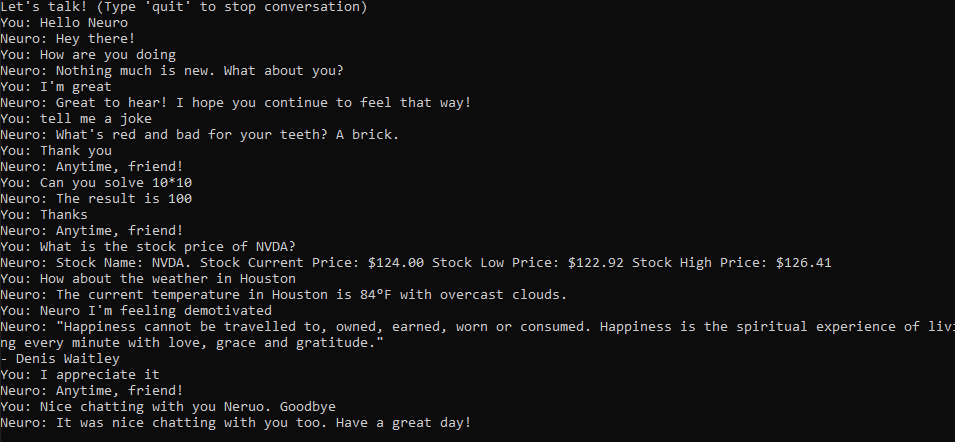 Let's talk! (Type 'quit' to stop conversation)
You: Hello Neuro
Neuro: Hey there!
You: How are you doing
Neuro: Nothing much is new. What about you?
You: I'm great
Neuro: Great to hear! I hope you continue to feel that way!
You: tell me a joke
Neuro: What's red and bad for your teeth? A brick.
You: Thank you
Neuro: Anytime, friend!
You: Can you solve 10*10
Neuro: The result is 100
You: Thanks
Neuro: Anytime, friend!
You: What is the stock price of NVDA?
Neuro: Stock Name: NVDA. Stock Current Price: $124.00 Stock Low Price: $122.92 Stock High Price: $126.41
You: How about the weather in Houston
Neuro: The current temperature in Houston is 84°F with overcast clouds.
You: Neuro I'm feeling demotivated
Neuro: "Happiness cannot be travelled to, owned, earned, worn or consumed. Happiness is the spiritual experience of livi
ng every minute with love, grace and gratitude."
- Denis Waitley
You: I appreciate it
Neuro: Anytime, friend!
You: Nice chatting with you Neruo. Goodbye
Neuro: It was nice chatting with you too. Have a great day!